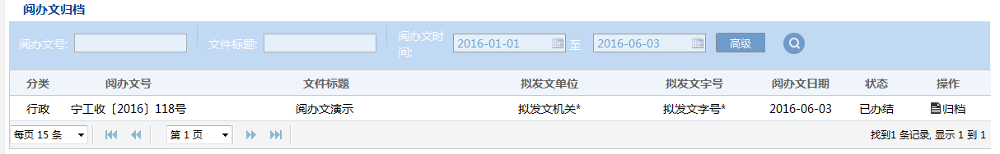 阅办文归档
阅办文号: 文件标题: 阅办文时间: 2016-01-01 至 2016-06-03 高级
分类 阅办文号 文件标题 拟发文单位 拟发文字号 阅办文日期 状态 操作
行政 宁工收〔2016〕118号 阅办文演示 拟发文机关* 拟发文字号* 2016-06-03 已办结 归档
每页 15 条 第 1 页 找到1 条记录, 显示 1 到 1